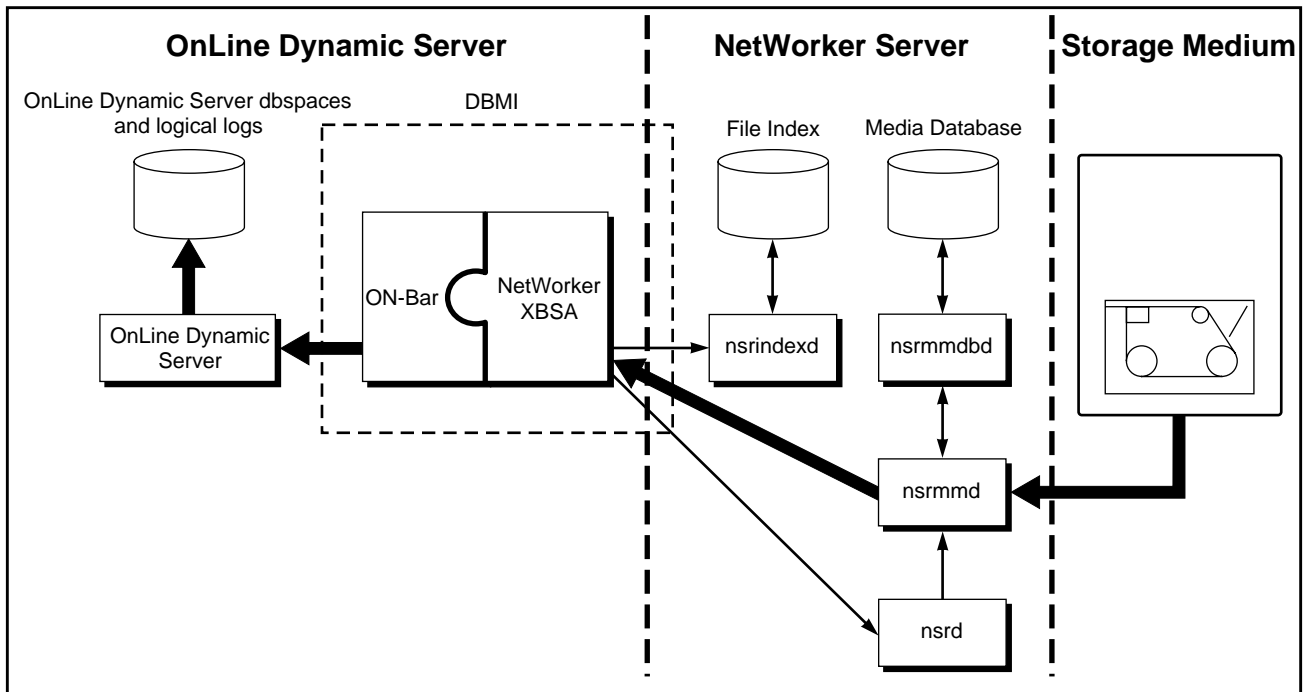 OnLine Dynamic Server
NetWorker Server
Storage Medium
OnLine Dynamic Server dbspaces
and logical logs
DBMI
File Index
Media Database
ON-Bar
NetWorker
XBSA
OnLine Dynamic
Server
nsrindexd
nsrmmdbd
nsrmmd
nsrd